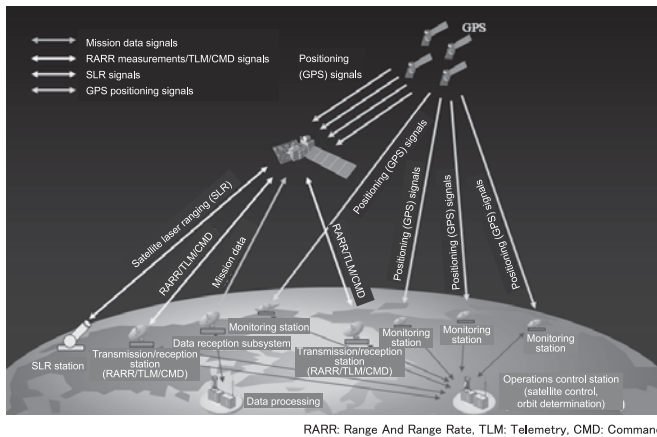 GPS
Mission data signals
RARR measurements/TLM/CMD signals
SLR signals
GPS positioning signals
Positioning
(GPS) signals
Positioning (GPS) signals
Positioning (GPS) signals
Positioning (GPS) signals
Positioning (GPS) signals
Satellite laser ranging (SLR)
RARR/TLM/CMD
Mission data
RARR/TLM/CMD
SLR station
Transmission/reception
station
(RARR/TLM/CMD)
Data reception subsystem
Monitoring station
Transmission/reception
station
(RARR/TLM/CMD)
Monitoring
station
Monitoring
station
Monitoring
station
Data processing
Operations control station
(satellite control,
orbit determination)
RARR: Range And Range Rate, TLM: Telemetry, CMD: Comman